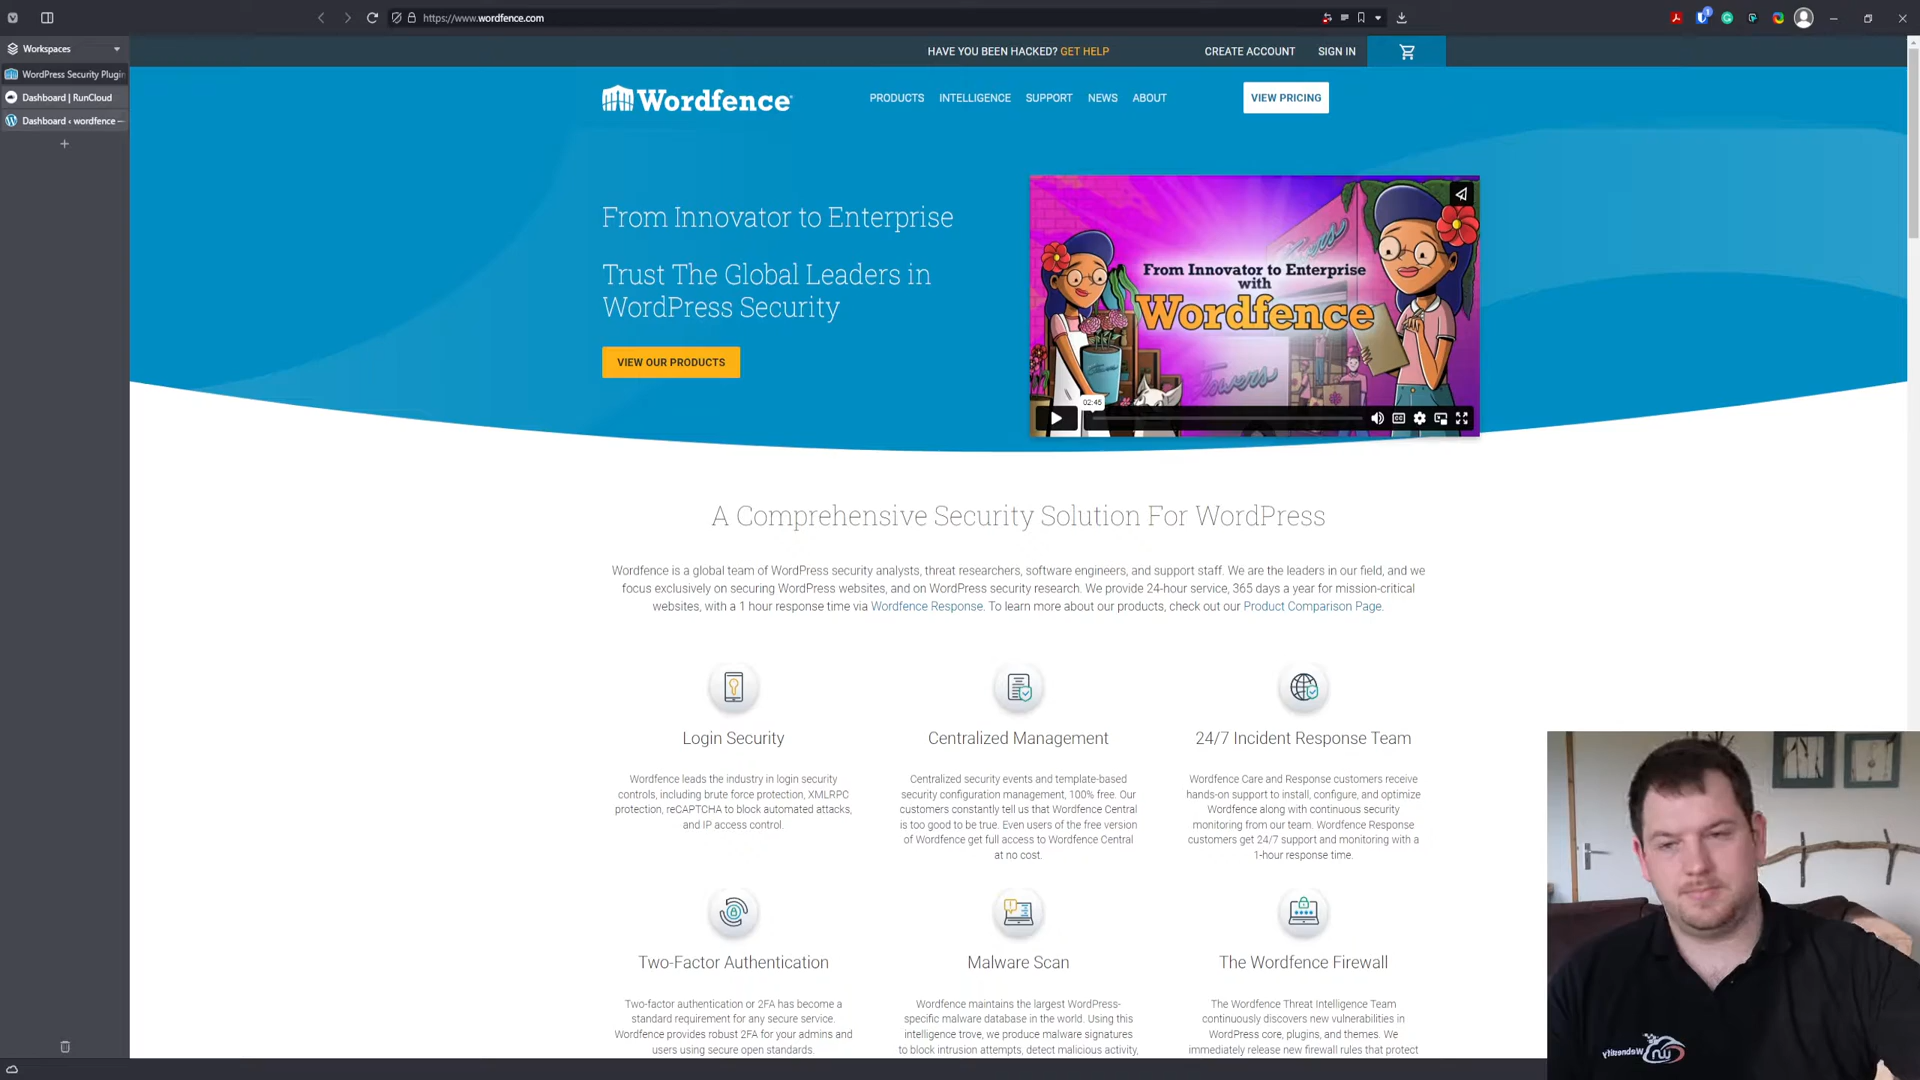 https://www.wordfence.com
Workspaces
WordPress Security Plugin
Dashboard | RunCloud
Dashboard ‹ wordfence —
HAVE YOU BEEN HACKED? GET HELP
CREATE ACCOUNT
SIGN IN
Wordfence
PRODUCTS
INTELLIGENCE
SUPPORT
NEWS
ABOUT
VIEW PRICING
From Innovator to Enterprise
Trust The Global Leaders in
WordPress Security
VIEW OUR PRODUCTS
From Innovator to Enterprise
with
Wordfence
Towers
02:45
A Comprehensive Security Solution For WordPress
Wordfence is a global team of WordPress security analysts, threat researchers, software engineers, and support staff. We are the leaders in our field, and we
focus exclusively on securing WordPress websites, and on WordPress security research. We provide 24-hour service, 365 days a year for mission-critical
websites, with a 1 hour response time via Wordfence Response. To learn more about our products, check out our Product Comparison Page.
Login Security
Wordfence leads the industry in login security
controls, including brute force protection, XMLRPC
protection, reCAPTCHA to block automated attacks,
and IP access control.
Centralized Management
Centralized security events and template-based
security configuration management, 100% free. Our
customers constantly tell us that Wordfence Central
is too good to be true. Even users of the free version
of Wordfence get full access to Wordfence Central
at no cost.
24/7 Incident Response Team
Wordfence Care and Response customers receive
hands-on support to install, configure, and optimize
Wordfence along with continuous security
monitoring from our team. Wordfence Response
customers get 24/7 support and monitoring with a
1-hour response time.
Two-Factor Authentication
Two-factor authentication or 2FA has become a
standard requirement for any secure service.
Wordfence provides robust 2FA for your admins and
users using secure open standards.
Malware Scan
Wordfence maintains the largest WordPress-
specific malware database in the world. Using this
intelligence trove, we produce malware signatures
to block intrusion attempts, detect malicious activity,
The Wordfence Firewall
The Wordfence Threat Intelligence Team
continuously discovers new vulnerabilities in
WordPress core, plugins, and themes. We
immediately release new firewall rules that protect
Webnestify